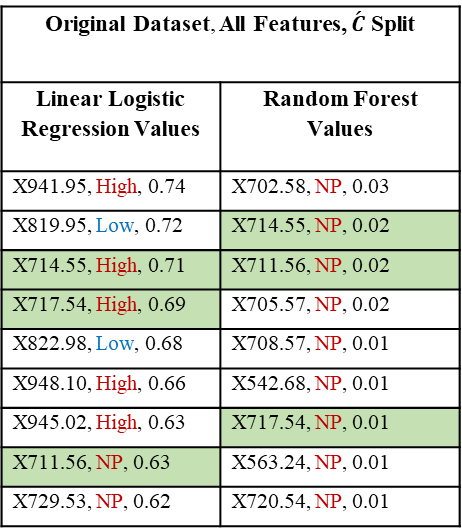 Original Dataset, All Features, Ć Split
Linear Logistic
Regression Values
Random Forest
Values
X941.95, High, 0.74
X702.58, NP, 0.03
X819.95, Low, 0.72
X714.55, NP, 0.02
X714.55, High, 0.71
X711.56, NP, 0.02
X717.54, High, 0.69
X705.57, NP, 0.02
X822.98, Low, 0.68
X708.57, NP, 0.01
X948.10, High, 0.66
X542.68, NP, 0.01
X945.02, High, 0.63
X717.54, NP, 0.01
X711.56, NP, 0.63
X563.24, NP, 0.01
X729.53, NP, 0.62
X720.54, NP, 0.01